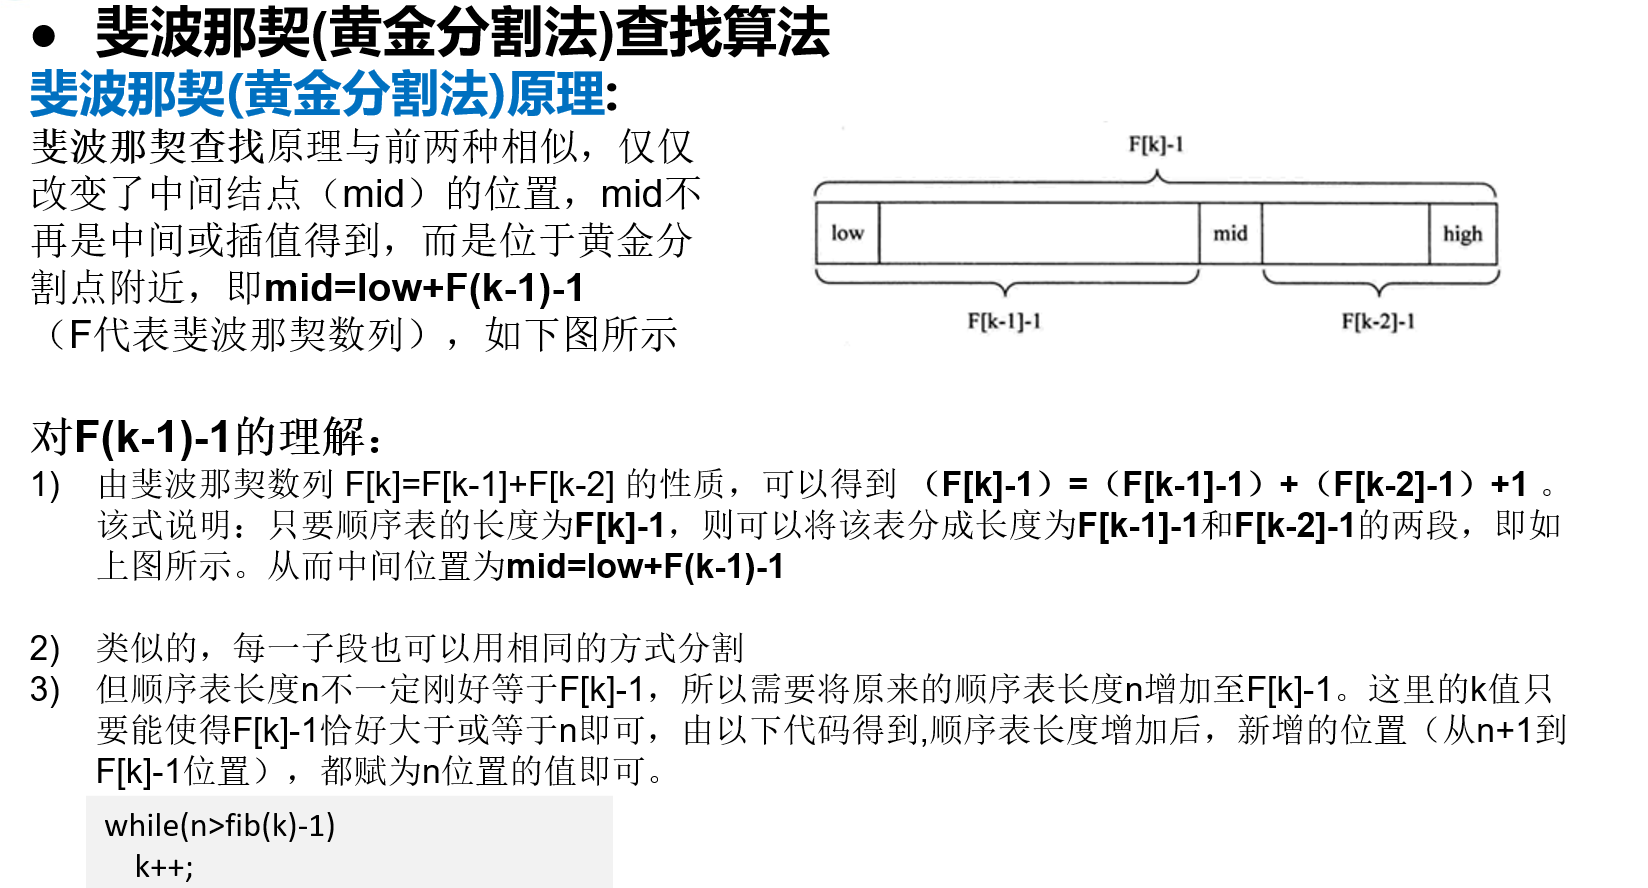 ● 斐波那契(黄金分割法)查找算法
斐波那契(黄金分割法)原理:
斐波那契查找原理与前两种相似，仅仅
改变了中间结点（mid）的位置，mid不
再是中间或插值得到，而是位于黄金分
割点附近，即mid=low+F(k-1)-1
（F代表斐波那契数列），如下图所示
F[k]-1
low
mid
high
F[k-1]-1
F[k-2]-1
对F(k-1)-1的理解：
1) 由斐波那契数列 F[k]=F[k-1]+F[k-2] 的性质，可以得到 （F[k]-1）=（F[k-1]-1）+（F[k-2]-1）+1 。
该式说明：只要顺序表的长度为F[k]-1，则可以将该表分成长度为F[k-1]-1和F[k-2]-1的两段，即如
上图所示。从而中间位置为mid=low+F(k-1)-1
2) 类似的，每一子段也可以用相同的方式分割
3) 但顺序表长度n不一定刚好等于F[k]-1，所以需要将原来的顺序表长度n增加至F[k]-1。这里的k值只
要能使得F[k]-1恰好大于或等于n即可，由以下代码得到,顺序表长度增加后，新增的位置（从n+1到
F[k]-1位置），都赋为n位置的值即可。
while(n>fib(k)-1)
k++;